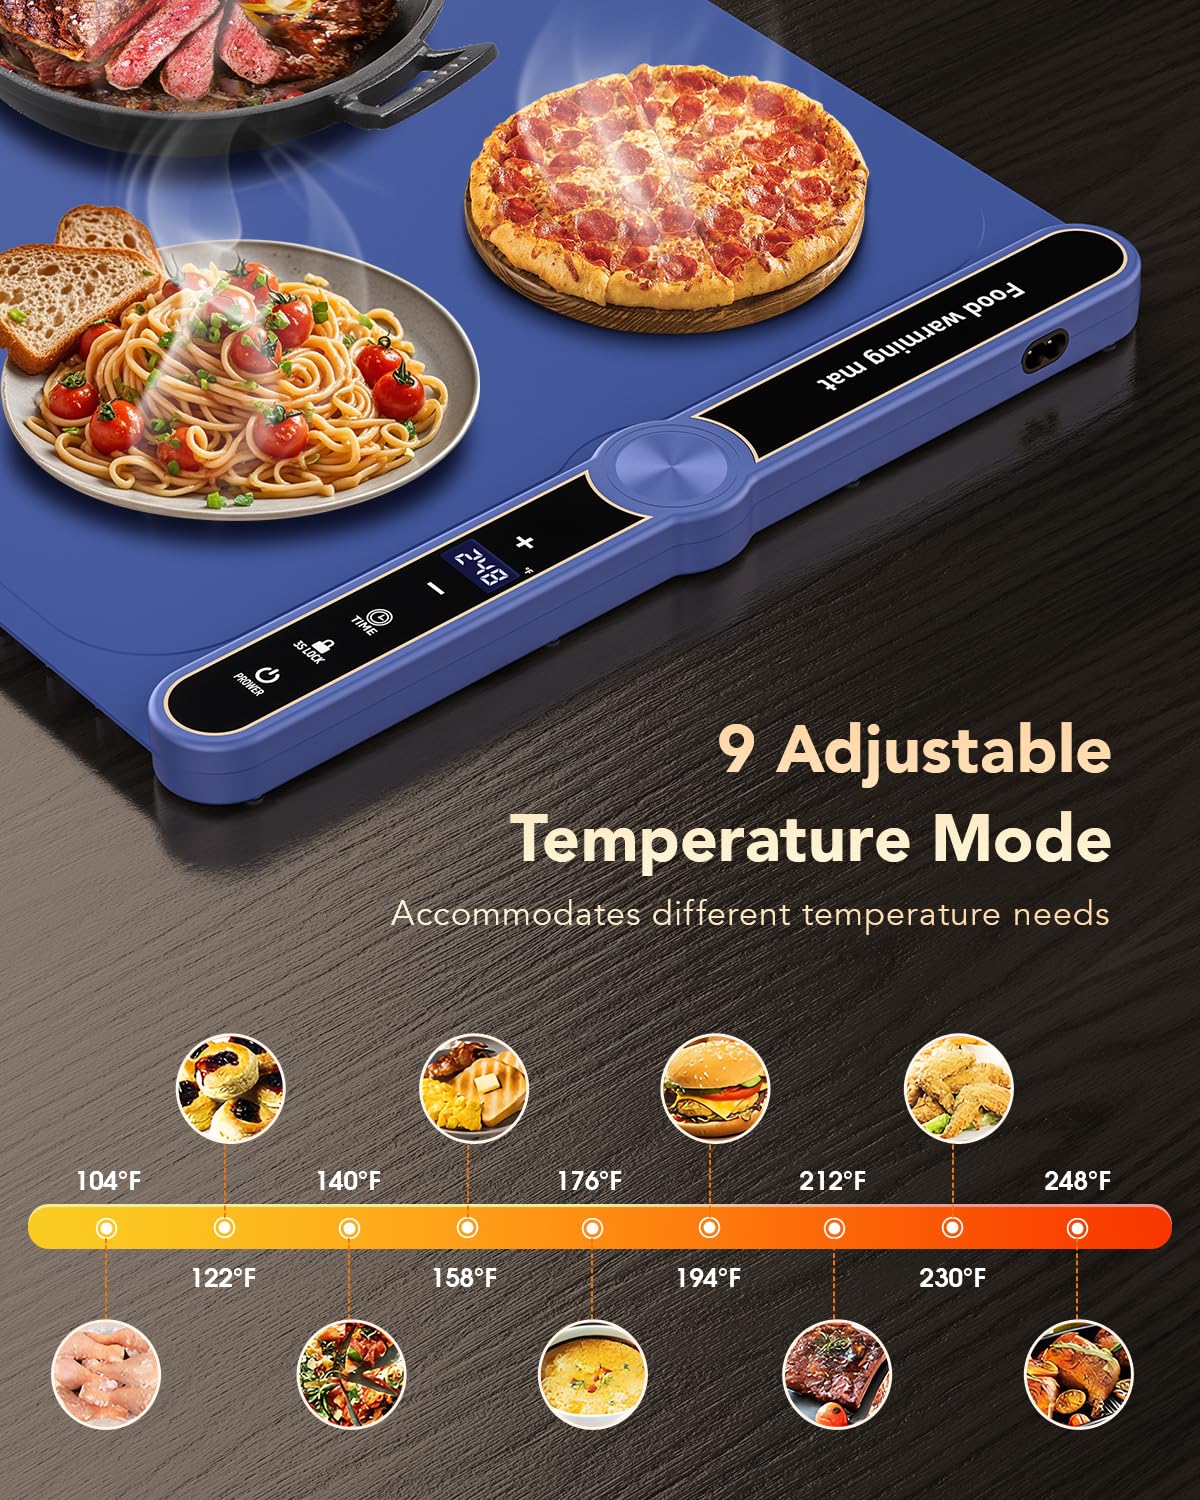 Food warming mat
+
248
°F
−
TIME
3S LOCK
PROWER
9 Adjustable
Temperature Mode
Accommodates different temperature needs
104°F
140°F
176°F
212°F
248°F
122°F
158°F
194°F
230°F